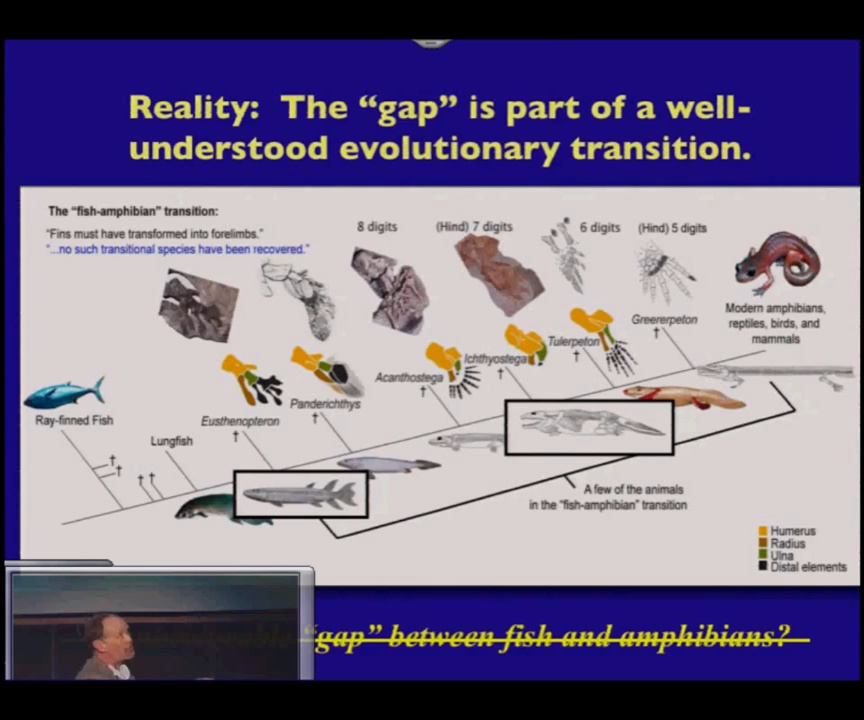 Reality: The “gap” is part of a well-
understood evolutionary transition.
The “fish-amphibian” transition:
“Fins must have transformed into forelimbs.”
“...no such transitional species have been recovered.”
8 digits
(Hind) 7 digits
6 digits
(Hind) 5 digits
Modern amphibians,
reptiles, birds, and
mammals
Greererpeton
†
Tulerpeton
†
Ichthyostega
†
Acanthostega
†
Panderichthys
†
Eusthenopteron
†
Ray-finned Fish
Lungfish
†
†
† †
A few of the animals
in the “fish-amphibian” transition
Humerus
Radius
Ulna
Distal elements
“gap” between fish and amphibians?